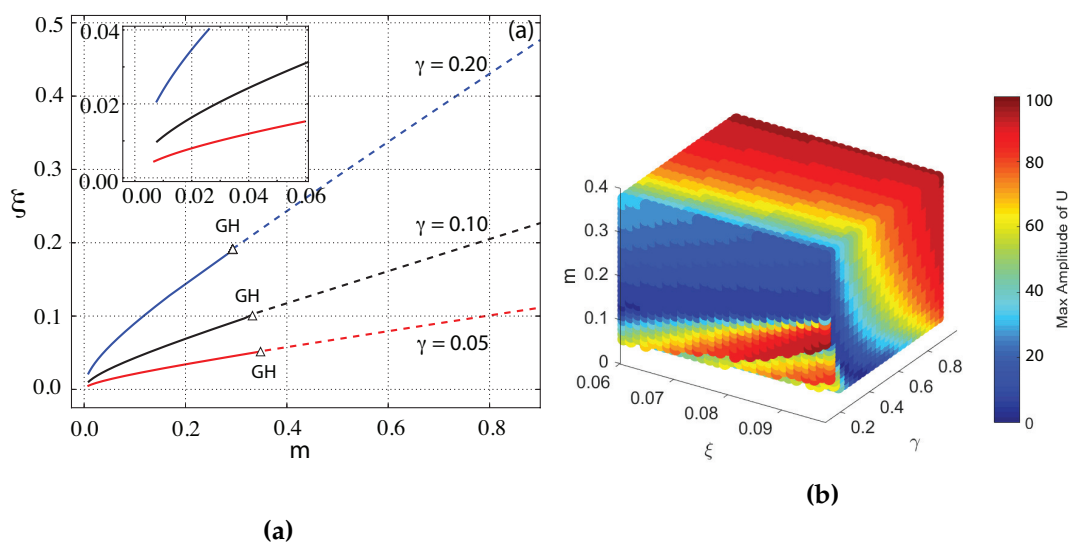 (a)
0.5
0.4
0.3
0.2
0.1
0.0
ξ
0.04
0.02
0.00
0.00 0.02 0.04 0.06
γ = 0.20
γ = 0.10
γ = 0.05
GH
GH
GH
0.0 0.2 0.4 0.6 0.8
m
(a)
0.4
0.3
0.2
0.1
0
m
0.06
0.07
0.08
0.09
ξ
0.2
0.4
0.6
0.8
γ
100
80
60
40
20
0
Max Amplitude of U
(b)